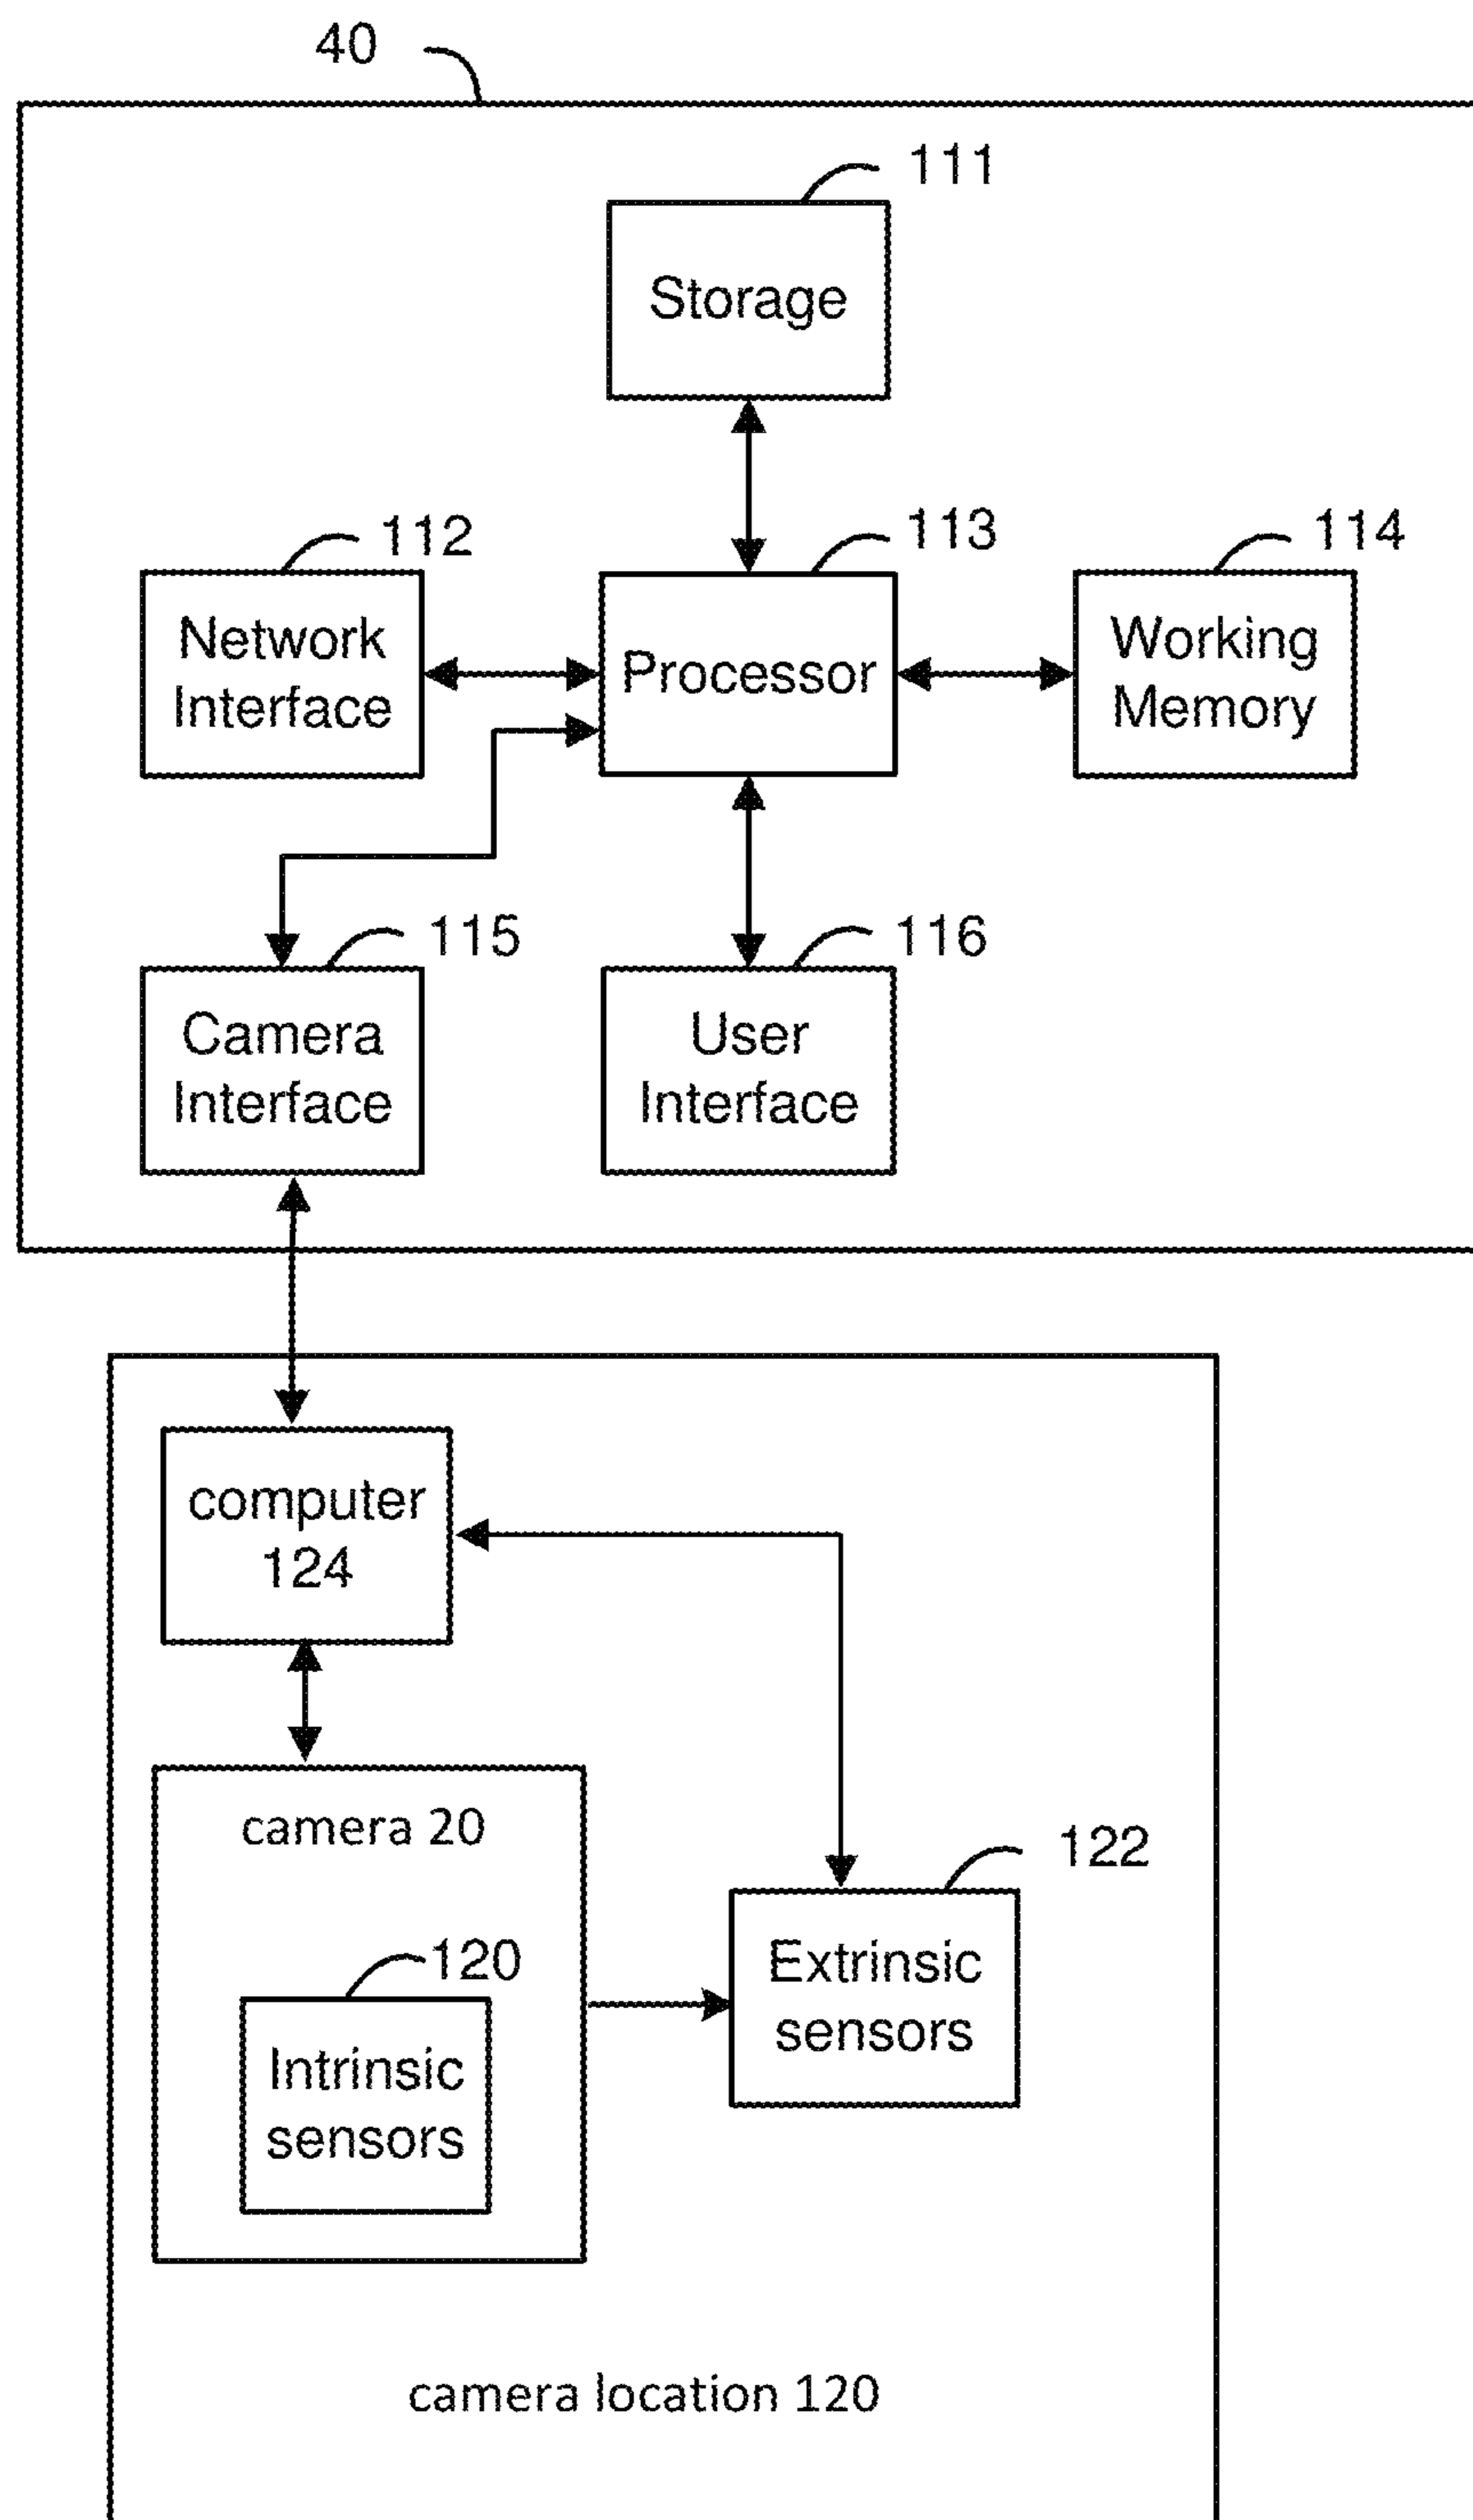 40
111
Storage
112
113
114
Network
Interface
Processor
Working
Memory
115
116
Camera
Interface
User
Interface
computer
124
camera 20
122
120
Extrinsic
sensors
Intrinsic
sensors
camera location 120